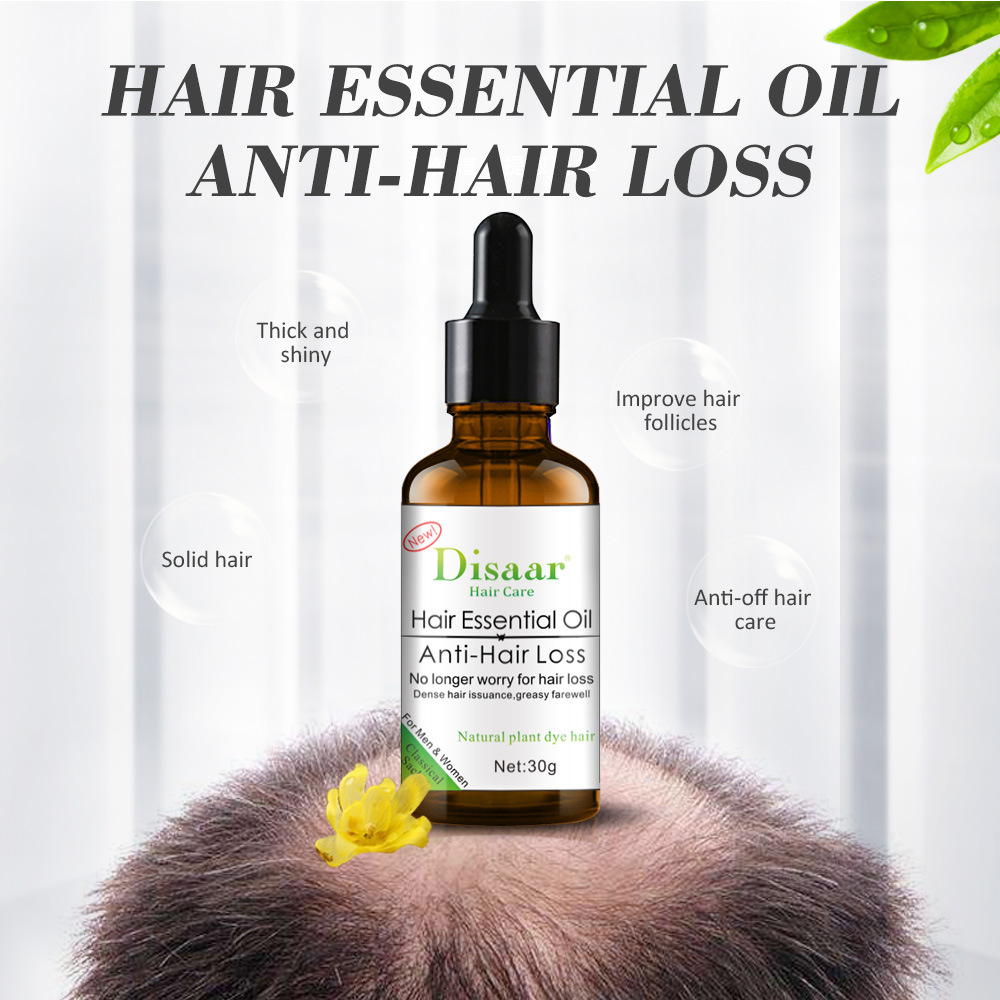 HAIR ESSENTIAL OIL
ANTI-HAIR LOSS
Thick and
shiny
Improve hair
follicles
Solid hair
Anti-off hair
care
New!
Disaar®
Hair Care
Hair Essential Oil
Anti-Hair Loss
No longer worry for hair loss
Dense hair issuance,greasy farewell
Natural plant dye hair
For Men & Women
Classical
Net:30g